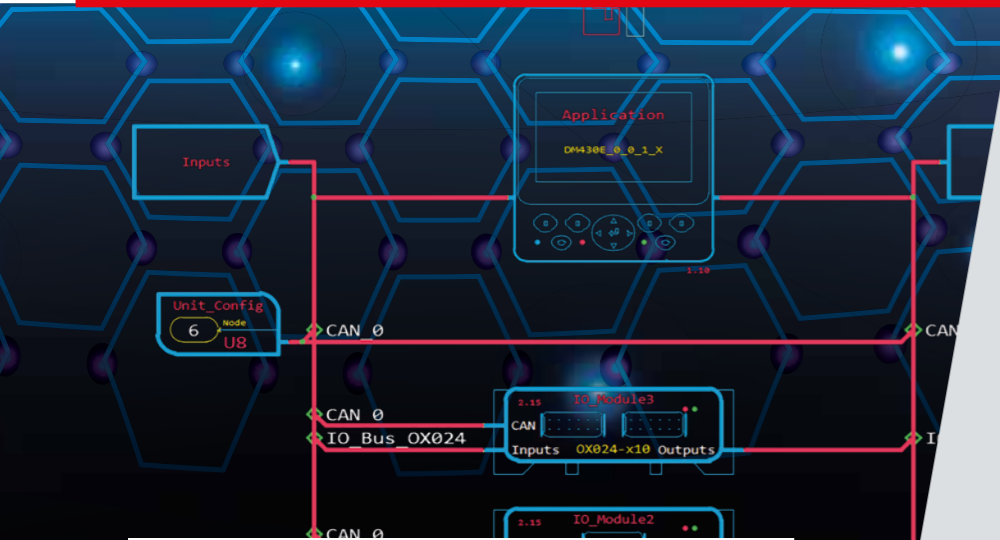 Application
DM430E_0_0_1_X
Inputs
1.10
Unit_Config
6
Node
U8
CAN_0
CAN
2.15
IO_Module3
CAN_0
CAN
IO_Bus_OX024
Inputs
OX024-x10
Outputs
2.15
IO_Module2
CAN_0